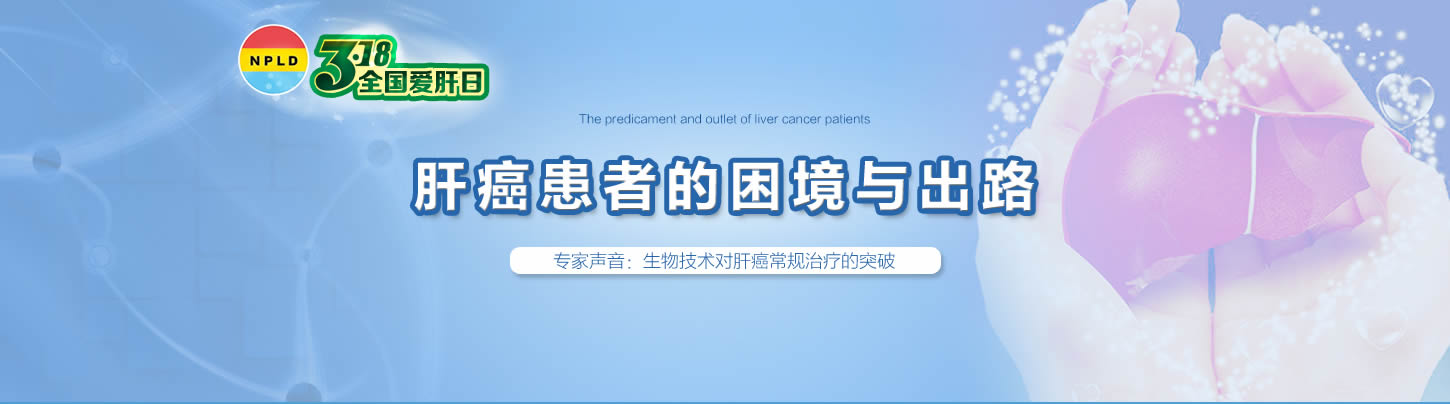 NPLD
3·18
全国爱肝日
The predicament and outlet of liver cancer patients
肝癌患者的困境与出路
专家声音：生物技术对肝癌常规治疗的突破